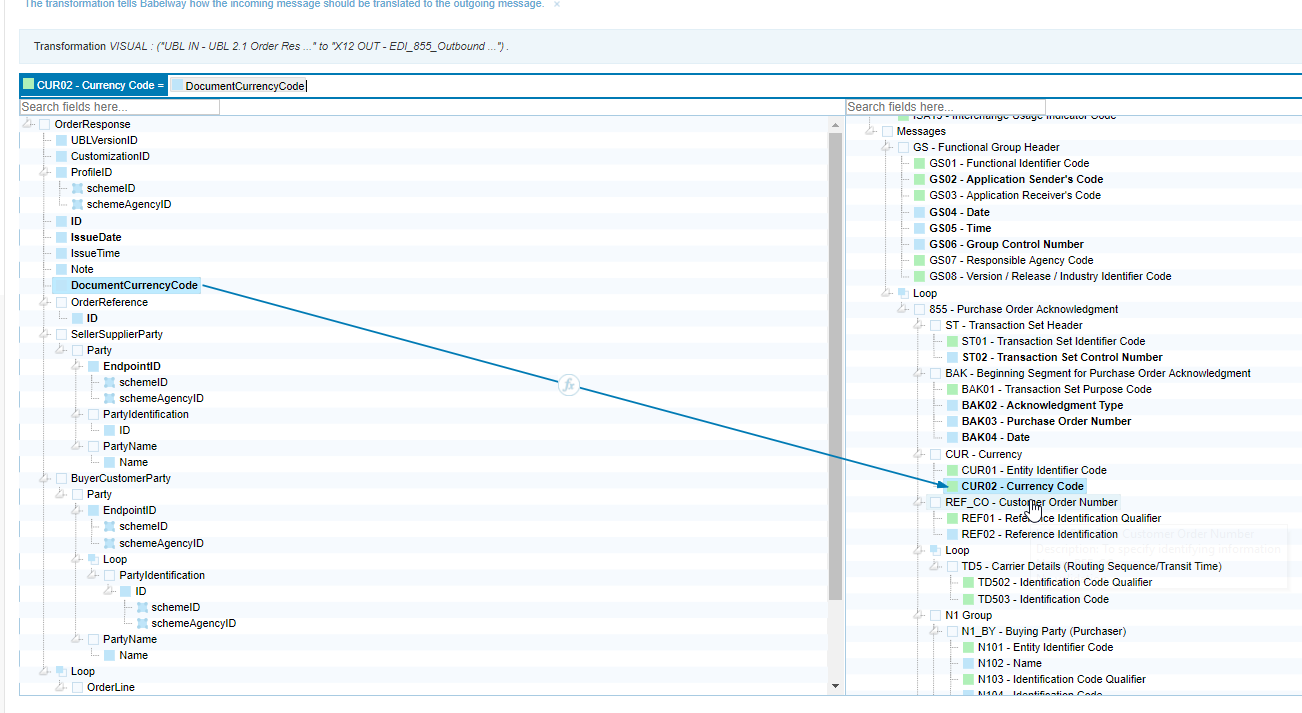 The transformation tells Babelway how the incoming message should be translated to the outgoing message. ×
Transformation VISUAL : ("UBL IN - UBL 2.1 Order Res ..." to "X12 OUT - EDI_855_Outbound ...") .
CUR02 - Currency Code = DocumentCurrencyCode
Search fields here...
OrderResponse
UBLVersionID
CustomizationID
ProfileID
schemeID
schemeAgencyID
ID
IssueDate
IssueTime
Note
DocumentCurrencyCode
OrderReference
ID
SellerSupplierParty
Party
EndpointID
schemeID
schemeAgencyID
PartyIdentification
ID
PartyName
Name
BuyerCustomerParty
Party
EndpointID
schemeID
schemeAgencyID
Loop
PartyIdentification
ID
schemeID
schemeAgencyID
PartyName
Name
Loop
OrderLine
fx
Search fields here...
ISA15 - Interchange Usage Indicator Code
Messages
GS - Functional Group Header
GS01 - Functional Identifier Code
GS02 - Application Sender's Code
GS03 - Application Receiver's Code
GS04 - Date
GS05 - Time
GS06 - Group Control Number
GS07 - Responsible Agency Code
GS08 - Version / Release / Industry Identifier Code
Loop
855 - Purchase Order Acknowledgment
ST - Transaction Set Header
ST01 - Transaction Set Identifier Code
ST02 - Transaction Set Control Number
BAK - Beginning Segment for Purchase Order Acknowledgment
BAK01 - Transaction Set Purpose Code
BAK02 - Acknowledgment Type
BAK03 - Purchase Order Number
BAK04 - Date
CUR - Currency
CUR01 - Entity Identifier Code
CUR02 - Currency Code
REF_CO - Customer Order Number
REF01 - Reference Identification Qualifier
REF02 - Reference Identification
Loop
TD5 - Carrier Details (Routing Sequence/Transit Time)
TD502 - Identification Code Qualifier
TD503 - Identification Code
N1 Group
N1_BY - Buying Party (Purchaser)
N101 - Entity Identifier Code
N102 - Name
N103 - Identification Code Qualifier
N104 - Identification Code